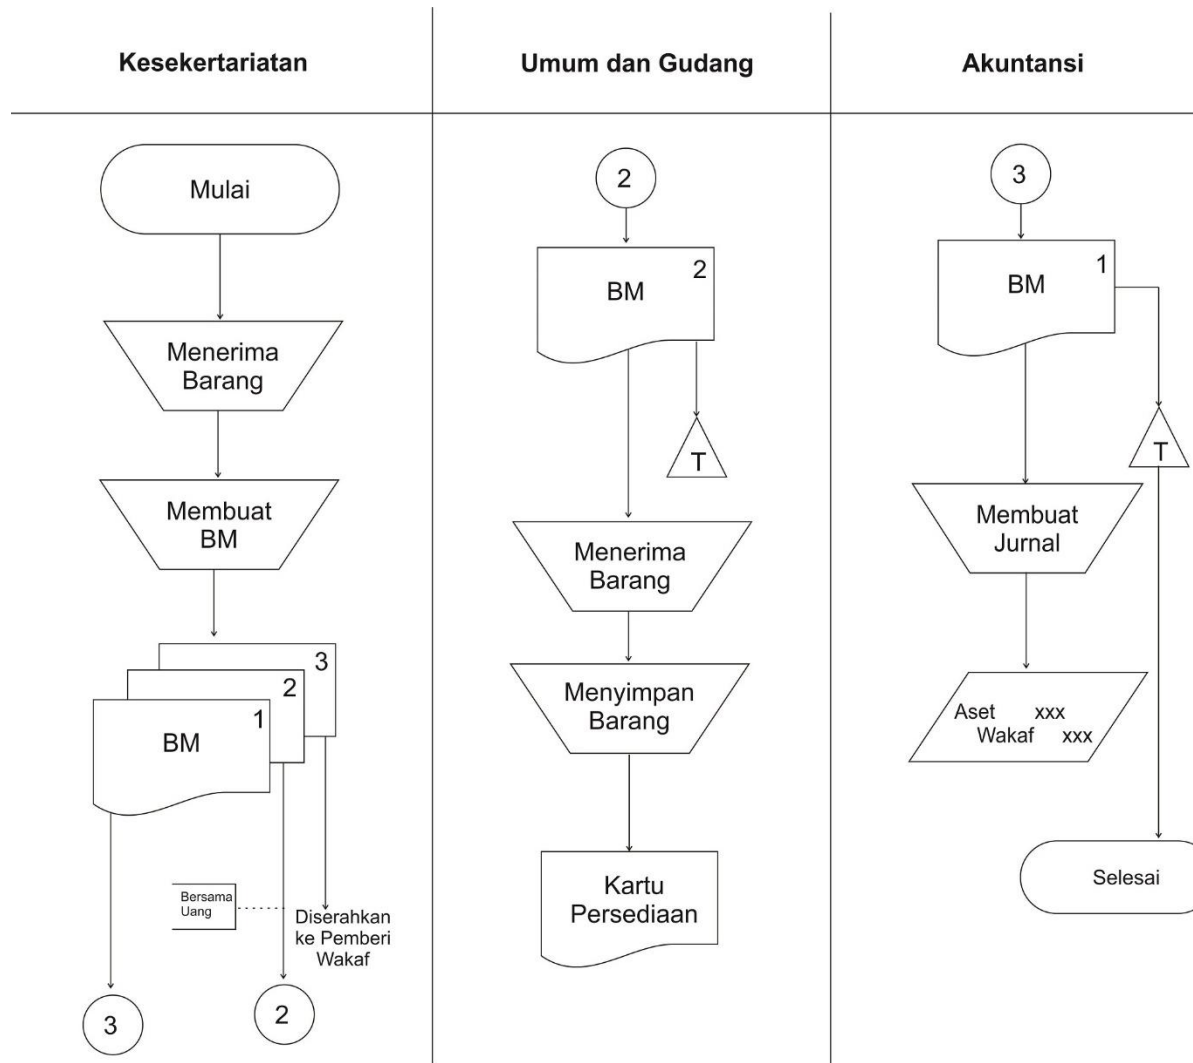 Kesekertariatan
Umum dan Gudang
Akuntansi
Mulai
Menerima
Barang
Membuat
BM
3
2
1
BM
Bersama
Uang
Diserahkan
ke Pemberi
Wakaf
3
2
2
2
BM
T
Menerima
Barang
Menyimpan
Barang
Kartu
Persediaan
3
1
BM
T
Membuat
Jurnal
Aset xxx
Wakaf xxx
Selesai